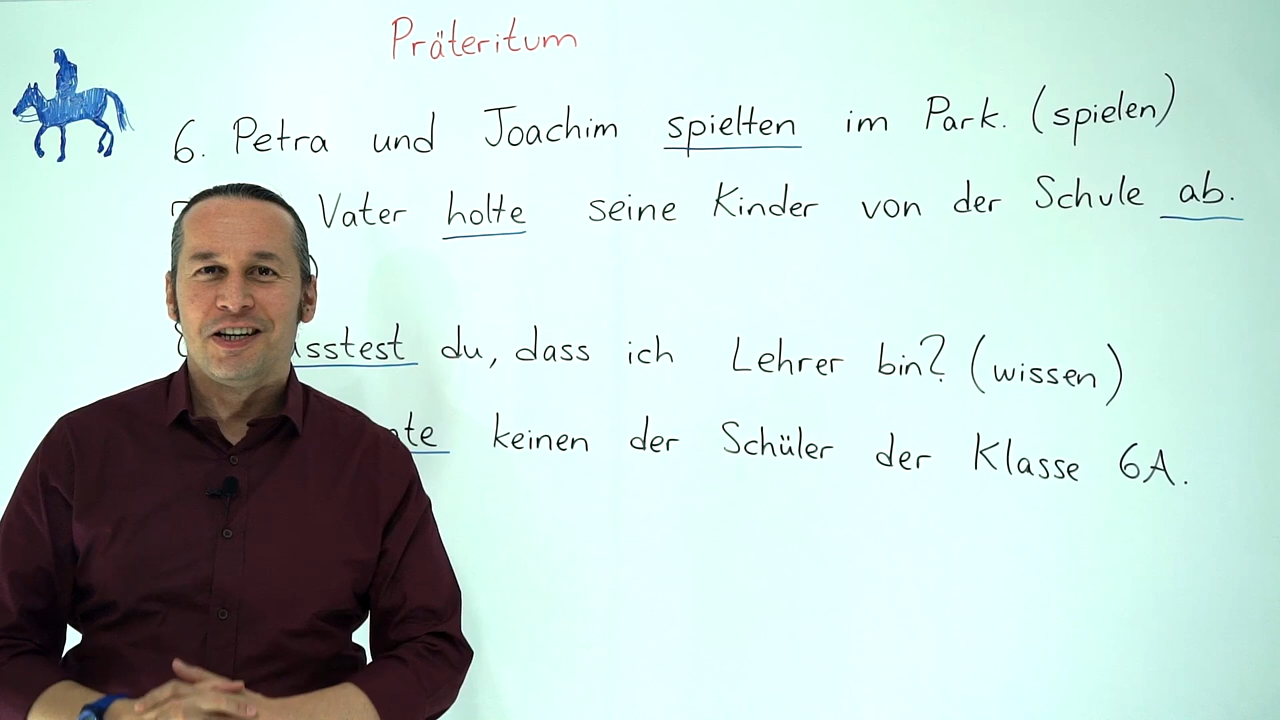 Präteritum
6. Petra und Joachim spielten im Park. (spielen)
Vater holte seine Kinder von der Schule ab.
du, dass ich Lehrer bin? (wissen)
keinen der Schüler der Klasse 6A.